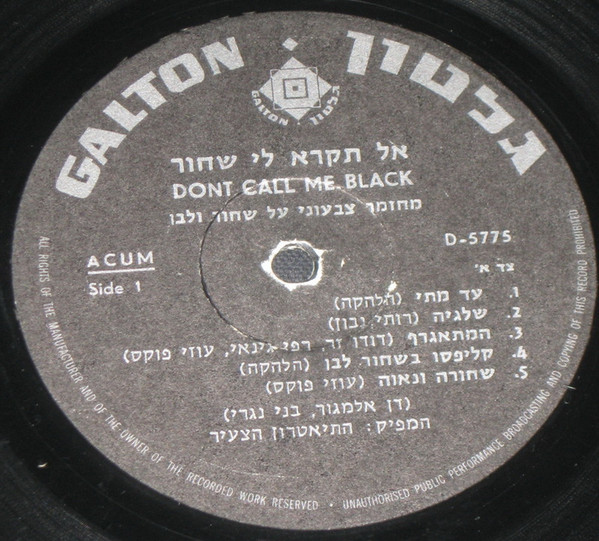 GALTON · גלטון
GALTON · גלטון
אל תקרא לי שחור
DONT CALL ME BLACK
מחזמר צבעוני על שחור ולבן
ACUM
Side 1
D-5775
צד א'
1. עד מתי (הלהקה)
2. שלגיה (רותי נבון)
3. המתאגרף (דודו זר, רפי גינאי, עוזי פוקס)
4. קליפסו בשחור לבן (הלהקה)
5. שחורה ונאוה (עוזי פוקס)
(דן אלמגור, בני נגרי)
המפיק: התיאטרון הצעיר
ALL RIGHTS OF THE MANUFACTURER AND OF THE OWNER OF THE RECORDED WORK RESERVED · UNAUTHORISED PUBLIC PERFORMANCE BROADCASTING AND COPYING OF THIS RECORD PROHIBITED